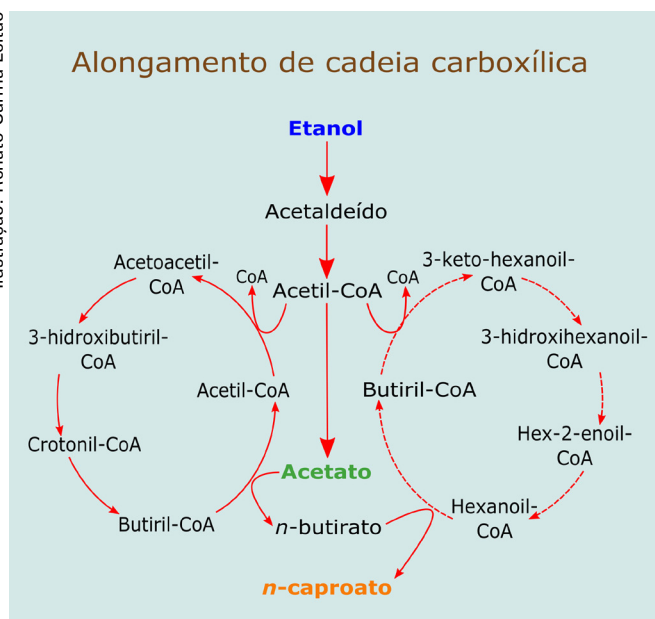 Alongamento de cadeia carboxílica
Etanol
Acetaldeído
Acetoacetil-
CoA
CoA
Acetil-CoA
CoA
3-keto-hexanoil-
CoA
3-hidroxibutiril-
CoA
3-hidroxihexanoil-
CoA
Acetil-CoA
Butiril-CoA
Crotonil-CoA
Hex-2-enoil-
CoA
Acetato
Butiril-CoA
n-butirato
Hexanoil-
CoA
n-caproato